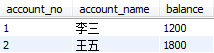 account_no account_name balance
1 李三 1200
2 王五 1800